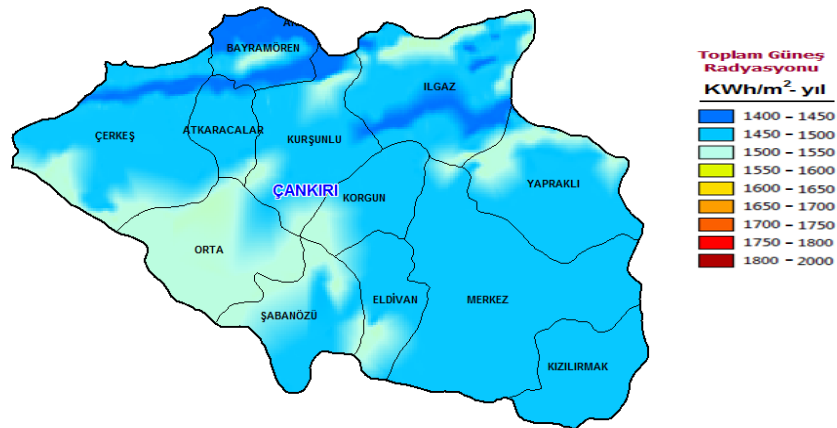 BAYRAMÖREN
ILGAZ
ÇERKEŞ
ATKARACALAR
KURŞUNLU
YAPRAKLI
ÇANKIRI
KORGUN
ORTA
ELDİVAN
MERKEZ
ŞABANÖZÜ
KIZILIRMAK
Toplam Güneş
Radyasyonu
KWh/m²- yıl
1400 - 1450
1450 - 1500
1500 - 1550
1550 - 1600
1600 - 1650
1650 - 1700
1700 - 1750
1750 - 1800
1800 - 2000